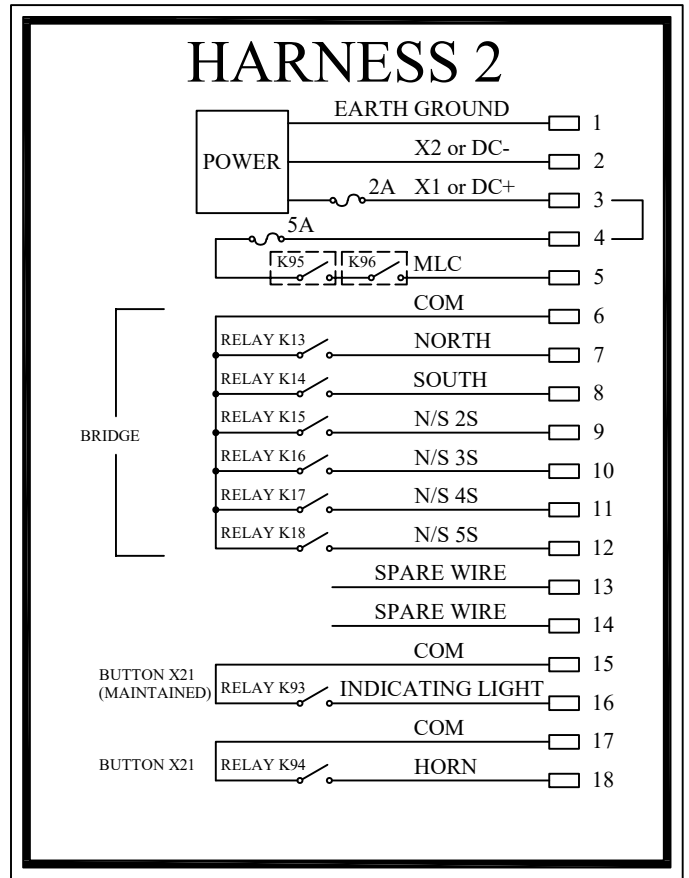 HARNESS 2
EARTH GROUND 1
POWER X2 or DC- 2
2A X1 or DC+ 3
5A 4
K95 K96 MLC 5
COM 6
RELAY K13 NORTH 7
RELAY K14 SOUTH 8
BRIDGE RELAY K15 N/S 2S 9
RELAY K16 N/S 3S 10
RELAY K17 N/S 4S 11
RELAY K18 N/S 5S 12
SPARE WIRE 13
SPARE WIRE 14
COM 15
BUTTON X21
(MAINTAINED) RELAY K93 INDICATING LIGHT 16
COM 17
BUTTON X21 RELAY K94 HORN 18